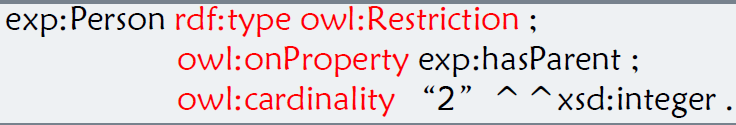 exp:Person rdf:type owl:Restriction ;
owl:onProperty exp:hasParent ;
owl:cardinality “2” ^ ^xsd:integer .